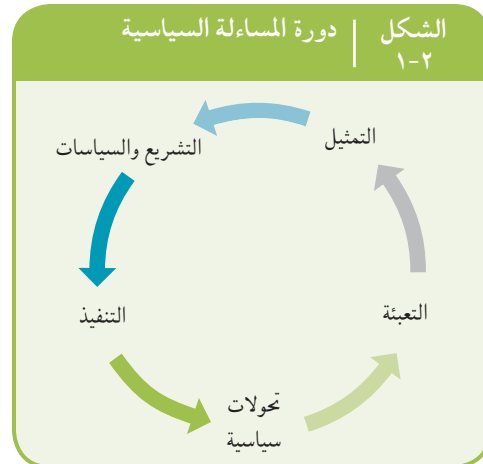 الشكل ٢-١ | دورة المساءلة السياسية
التمثيل
التشريع والسياسات
التنفيذ
تحولات
سياسية
التعبئة